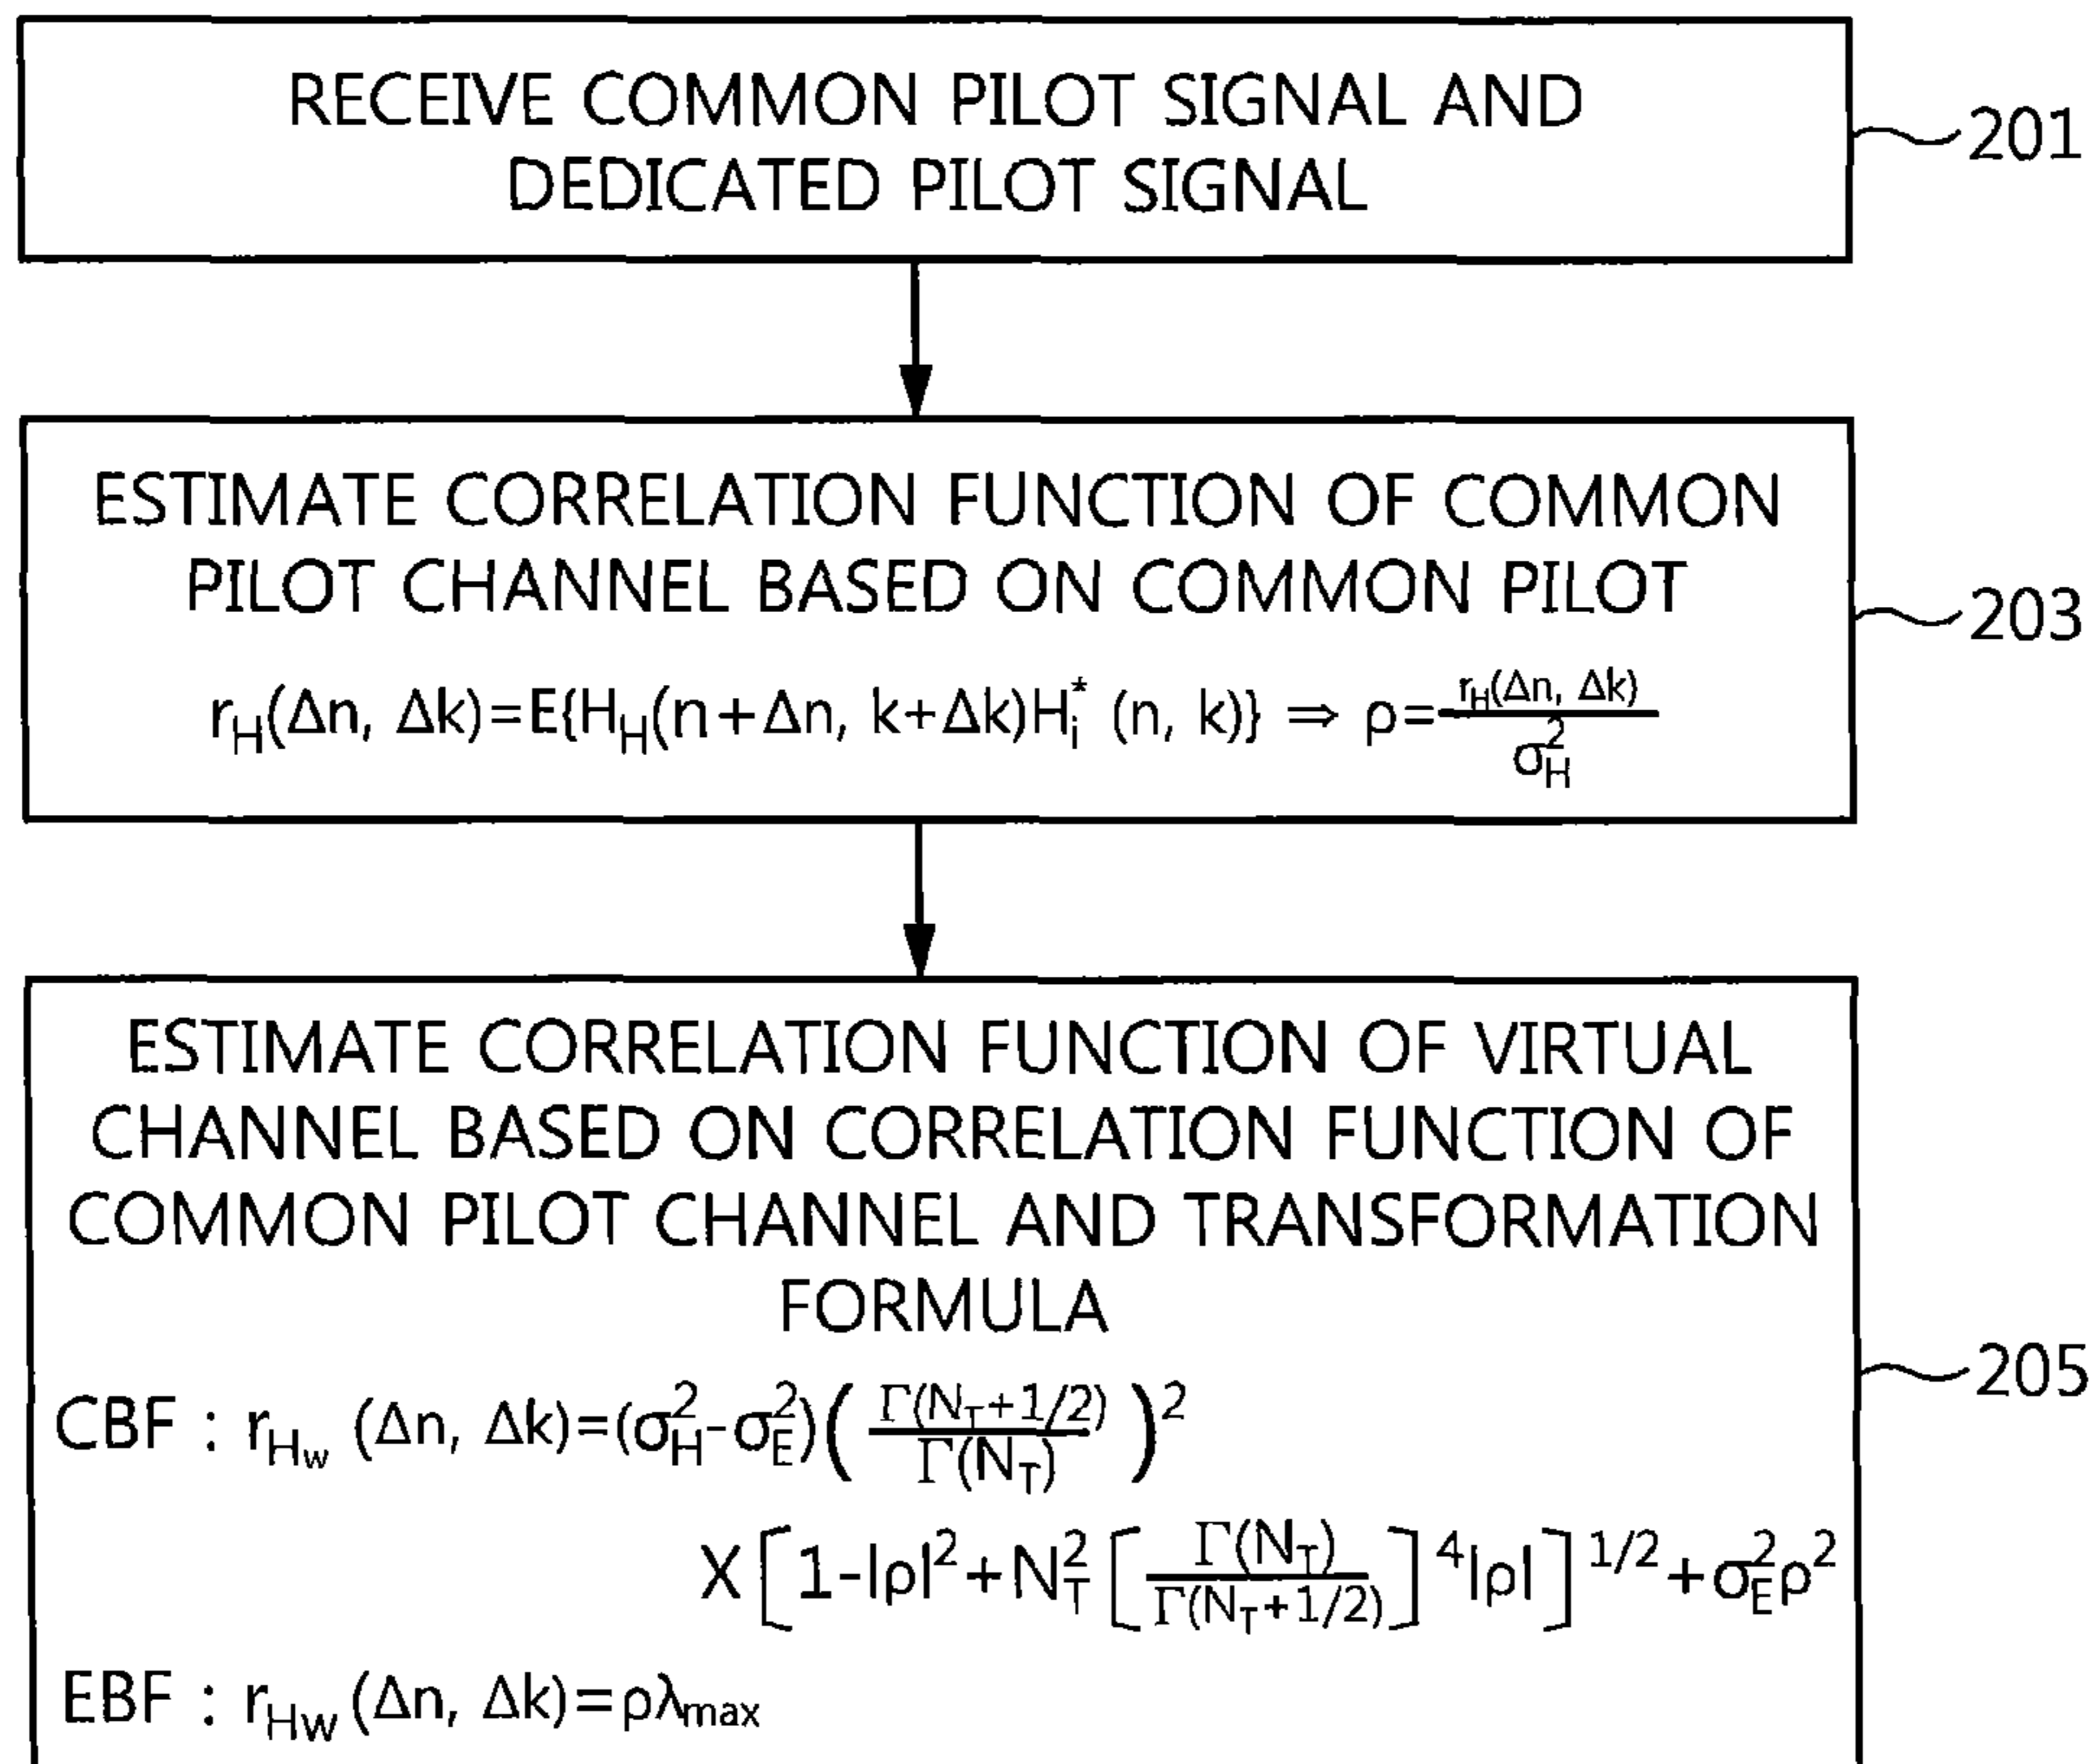 RECEIVE COMMON PILOT SIGNAL AND
DEDICATED PILOT SIGNAL
201
ESTIMATE CORRELATION FUNCTION OF COMMON
PILOT CHANNEL BASED ON COMMON PILOT
r_H(Δn, Δk)=E{H_H(n+Δn, k+Δk)H_i^* (n, k)} ⇒ ρ=r_H(Δn, Δk)/σ_H^2
203
ESTIMATE CORRELATION FUNCTION OF VIRTUAL
CHANNEL BASED ON CORRELATION FUNCTION OF
COMMON PILOT CHANNEL AND TRANSFORMATION
FORMULA
205
CBF : r_{H_w} (Δn, Δk)=(σ_H^2-σ_E^2)(Γ(N_T+1/2)/Γ(N_T))^2
X[1-|ρ|^2+N_T^2[Γ(N_T)/Γ(N_T+1/2)]^4|ρ|]^{1/2}+σ_E^2ρ^2
EBF : r_{Hw}(Δn, Δk)=ρλ_max